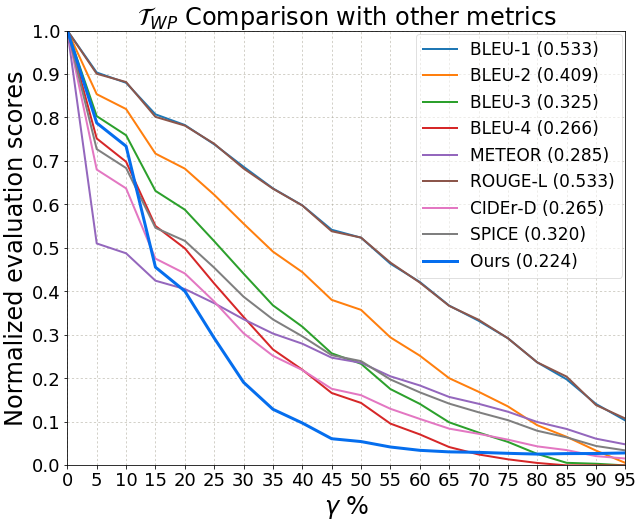 𝒯WP Comparison with other metrics
Normalized evaluation scores
1.0
0.9
0.8
0.7
0.6
0.5
0.4
0.3
0.2
0.1
0.0
BLEU-1 (0.533)
BLEU-2 (0.409)
BLEU-3 (0.325)
BLEU-4 (0.266)
METEOR (0.285)
ROUGE-L (0.533)
CIDEr-D (0.265)
SPICE (0.320)
Ours (0.224)
0 5 10 15 20 25 30 35 40 45 50 55 60 65 70 75 80 85 90 95
γ %